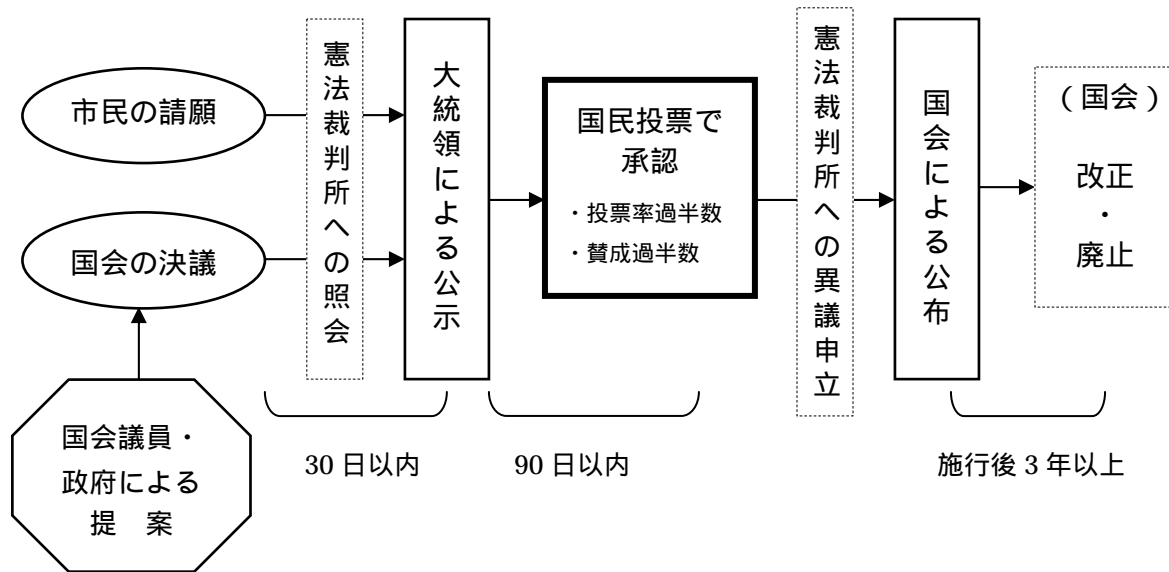 市民の請願
国会の決議
国会議員・
政府による
提　案
憲法裁判所への照会
大統領による公示
国民投票で
承認
・投票率過半数
・賛成過半数
憲法裁判所への異議申立
国会による公布
（国会）
改正
・
廃止
30 日以内
90 日以内
施行後 3 年以上